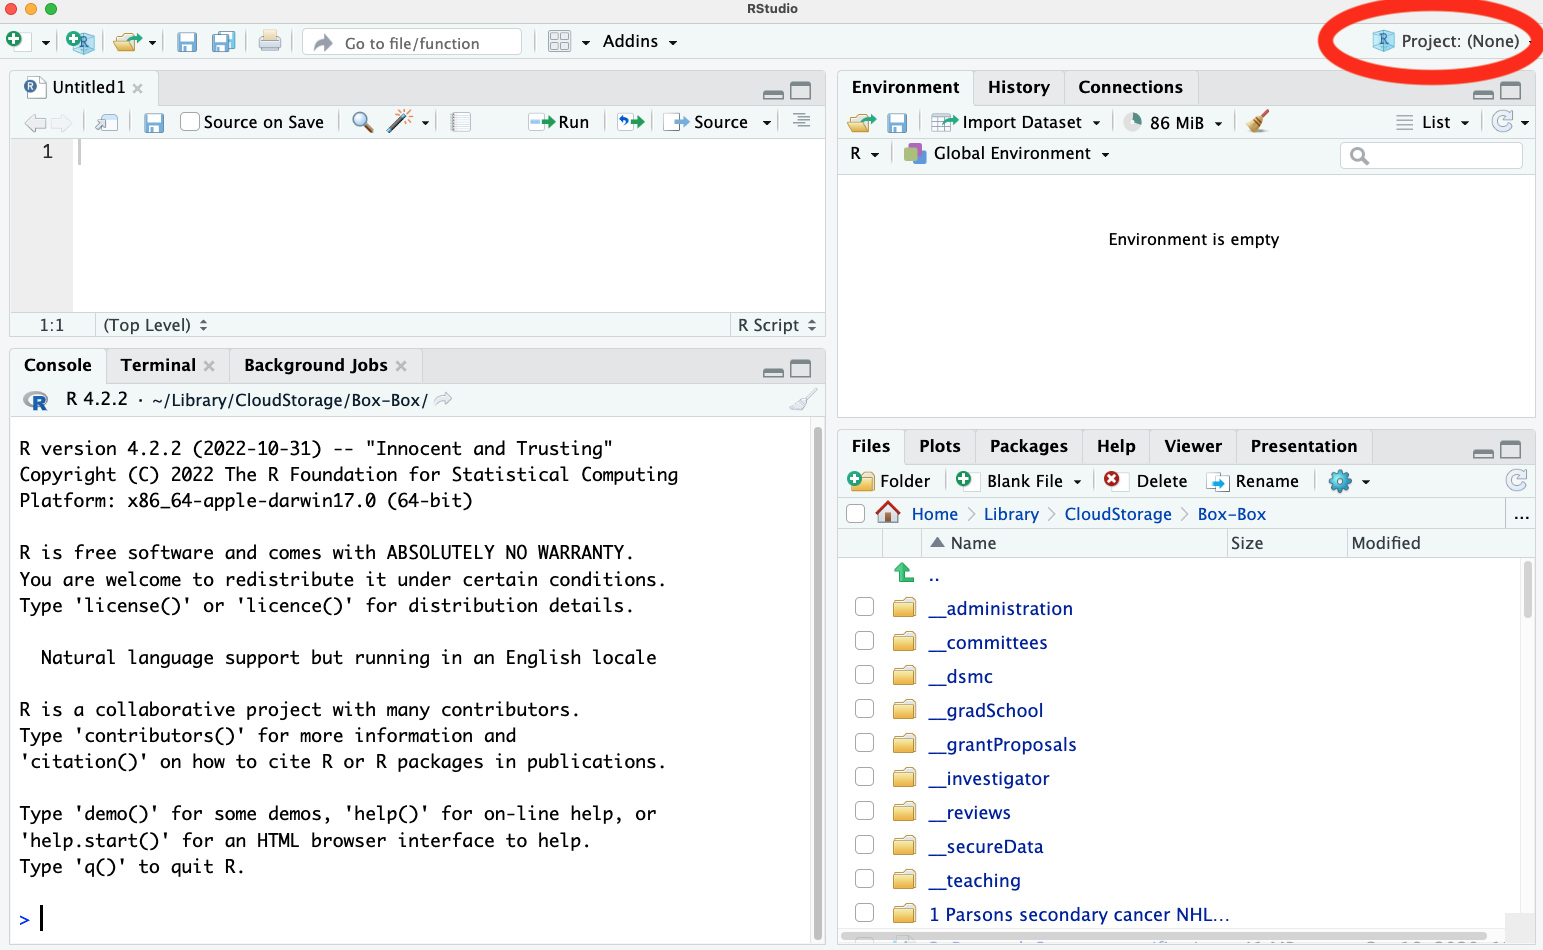 RStudio
Go to file/function
Addins
Project: (None)
Untitled1
Source on Save
Run
Source
1
1:1
(Top Level)
R Script
Console
Terminal
Background Jobs
R 4.2.2 · ~/Library/CloudStorage/Box-Box/
R version 4.2.2 (2022-10-31) -- "Innocent and Trusting"
Copyright (C) 2022 The R Foundation for Statistical Computing
Platform: x86_64-apple-darwin17.0 (64-bit)
R is free software and comes with ABSOLUTELY NO WARRANTY.
You are welcome to redistribute it under certain conditions.
Type 'license()' or 'licence()' for distribution details.
Natural language support but running in an English locale
R is a collaborative project with many contributors.
Type 'contributors()' for more information and
'citation()' on how to cite R or R packages in publications.
Type 'demo()' for some demos, 'help()' for on-line help, or
'help.start()' for an HTML browser interface to help.
Type 'q()' to quit R.
>
Environment
History
Connections
Import Dataset
86 MiB
List
R
Global Environment
Environment is empty
Files
Plots
Packages
Help
Viewer
Presentation
Folder
Blank File
Delete
Rename
Home
Library
CloudStorage
Box-Box
...
Name
Size
Modified
..
__administration
__committees
__dsmc
__gradSchool
__grantProposals
__investigator
__reviews
__secureData
__teaching
1 Parsons secondary cancer NHL...